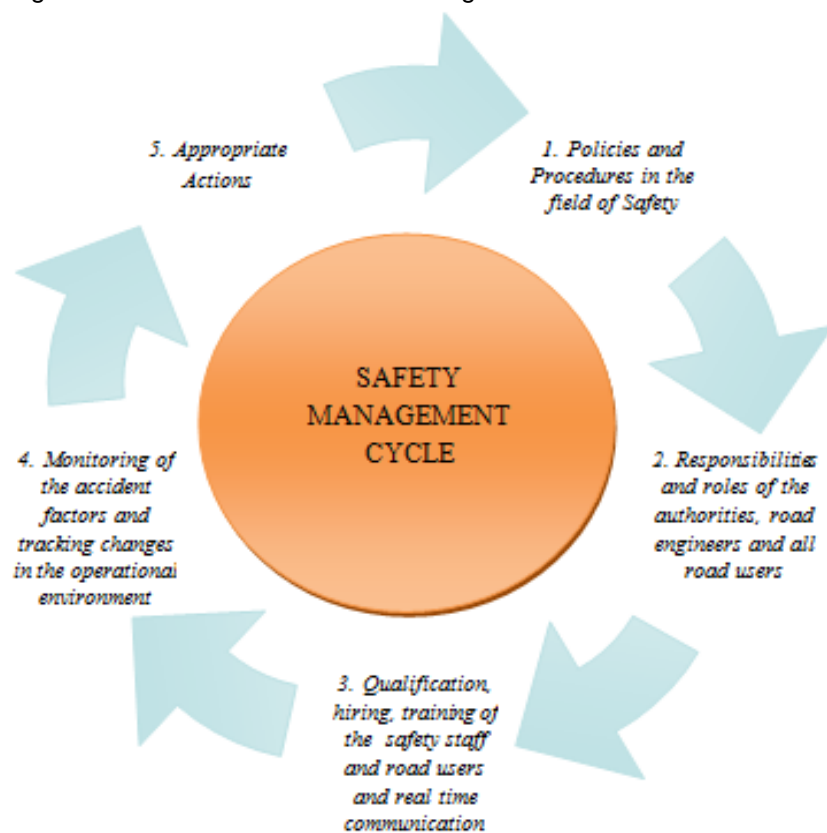 5. Appropriate
Actions
1. Policies and
Procedures in the
field of Safety
SAFETY
MANAGEMENT
CYCLE
4. Monitoring of
the accident
factors and
tracking changes
in the operational
environment
2. Responsibilities
and roles of the
authorities, road
engineers and all
road users
3. Qualification,
hiring, training of
the safety staff
and road users
and real time
communication